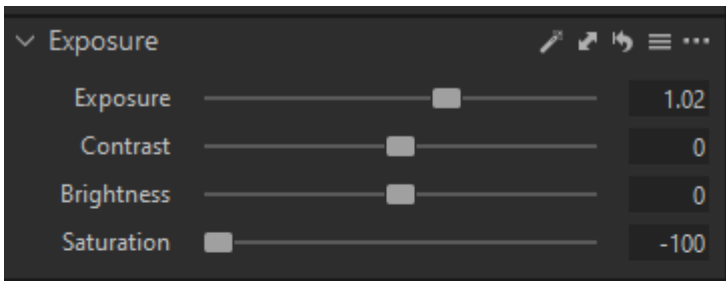 Exposure
Exposure 1.02
Contrast 0
Brightness 0
Saturation -100